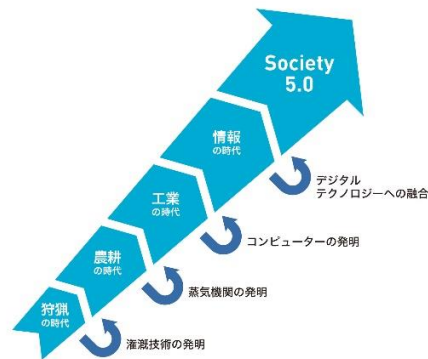 Society
5.0
情報
の時代
デジタル
テクノロジーへの融合
工業
の時代
コンピューターの発明
農耕
の時代
蒸気機関の発明
狩猟
の時代
灌漑技術の発明